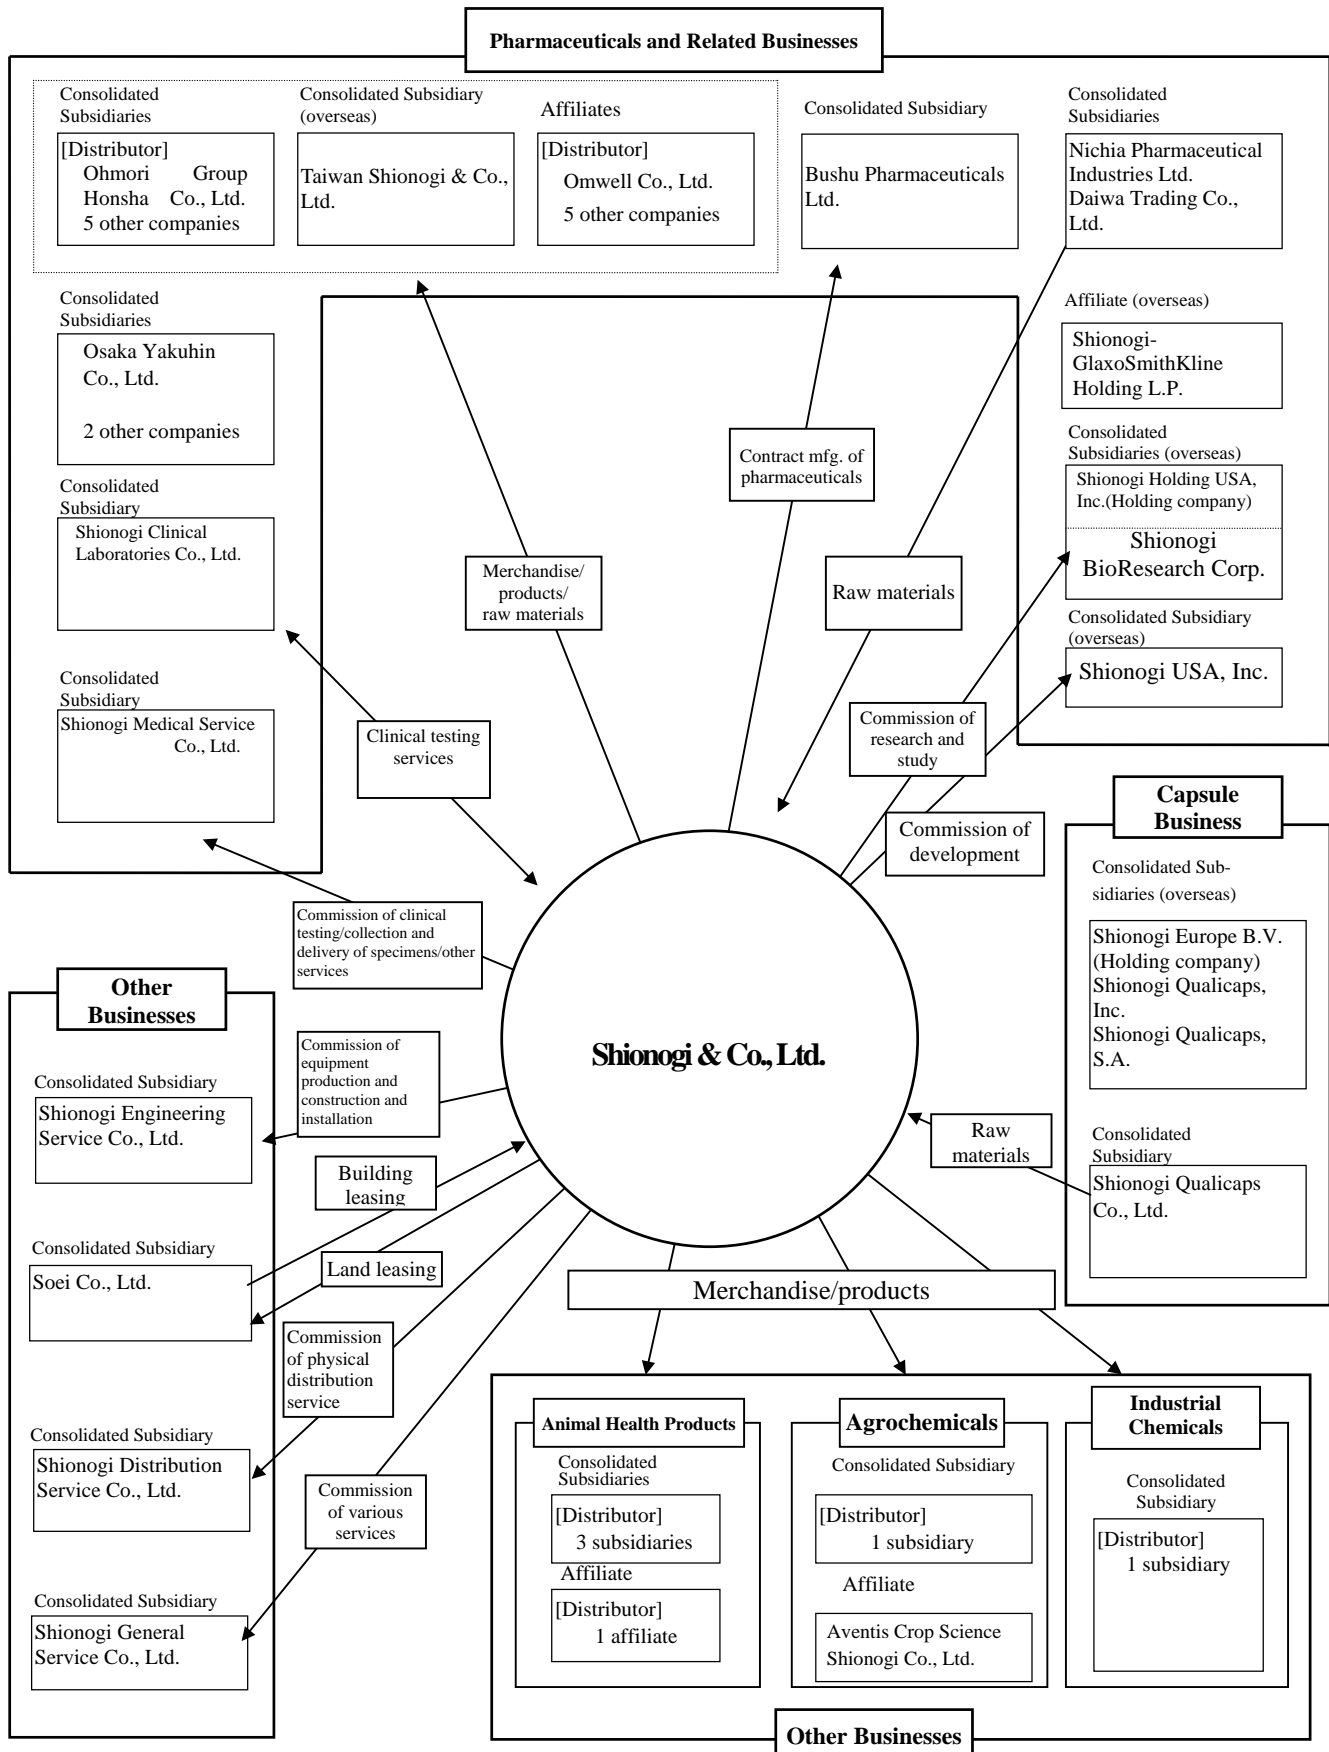 Pharmaceuticals and Related Businesses
Consolidated
Subsidiaries
[Distributor]
Ohmori Group
Honsha Co., Ltd.
5 other companies
Consolidated Subsidiary
(overseas)
Taiwan Shionogi & Co.,
Ltd.
Affiliates
[Distributor]
Omwell Co., Ltd.
5 other companies
Consolidated Subsidiary
Bushu Pharmaceuticals
Ltd.
Consolidated
Subsidiaries
Nichia Pharmaceutical
Industries Ltd.
Daiwa Trading Co.,
Ltd.
Consolidated
Subsidiaries
Osaka Yakuhin
Co., Ltd.
2 other companies
Affiliate (overseas)
Shionogi-
GlaxoSmithKline
Holding L.P.
Consolidated
Subsidiaries (overseas)
Shionogi Holding USA,
Inc.(Holding company)
Shionogi
BioResearch Corp.
Consolidated Subsidiary
(overseas)
Shionogi USA, Inc.
Consolidated
Subsidiary
Shionogi Clinical
Laboratories Co., Ltd.
Consolidated
Subsidiary
Shionogi Medical Service
Co., Ltd.
Contract mfg. of
pharmaceuticals
Merchandise/
products/
raw materials
Raw materials
Clinical testing
services
Commission of
research and
study
Commission of
development
Commission of clinical
testing/collection and
delivery of specimens/other
services
Shionogi & Co., Ltd.
Capsule
Business
Consolidated Sub-
sidiaries (overseas)
Shionogi Europe B.V.
(Holding company)
Shionogi Qualicaps,
Inc.
Shionogi Qualicaps,
S.A.
Consolidated
Subsidiary
Shionogi Qualicaps
Co., Ltd.
Raw
materials
Other
Businesses
Consolidated Subsidiary
Shionogi Engineering
Service Co., Ltd.
Commission of
equipment
production and
construction and
installation
Building
leasing
Consolidated Subsidiary
Soei Co., Ltd.
Land leasing
Commission
of physical
distribution
service
Consolidated Subsidiary
Shionogi Distribution
Service Co., Ltd.
Commission
of various
services
Consolidated Subsidiary
Shionogi General
Service Co., Ltd.
Merchandise/products
Animal Health Products
Consolidated
Subsidiaries
[Distributor]
3 subsidiaries
Affiliate
[Distributor]
1 affiliate
Agrochemicals
Consolidated Subsidiary
[Distributor]
1 subsidiary
Affiliate
Aventis Crop Science
Shionogi Co., Ltd.
Industrial
Chemicals
Consolidated
Subsidiary
[Distributor]
1 subsidiary
Other Businesses